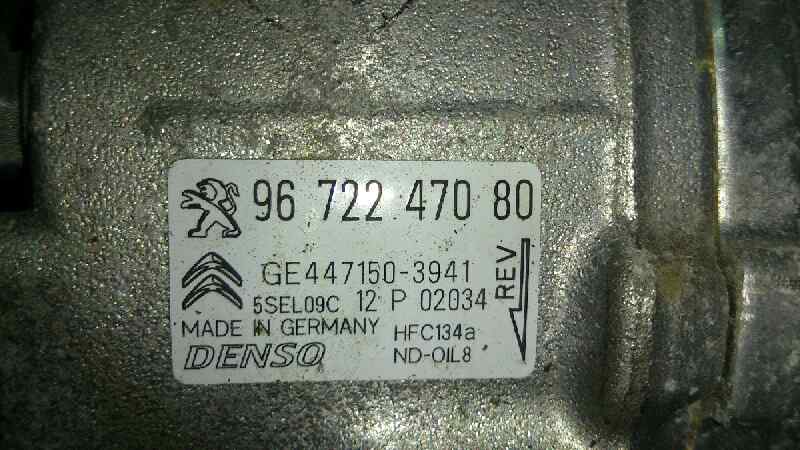 96 722 470 80
GE447150-3941
5SEL09C 12 P 02034
REV
MADE IN GERMANY HFC134a
DENSO ND-OIL8